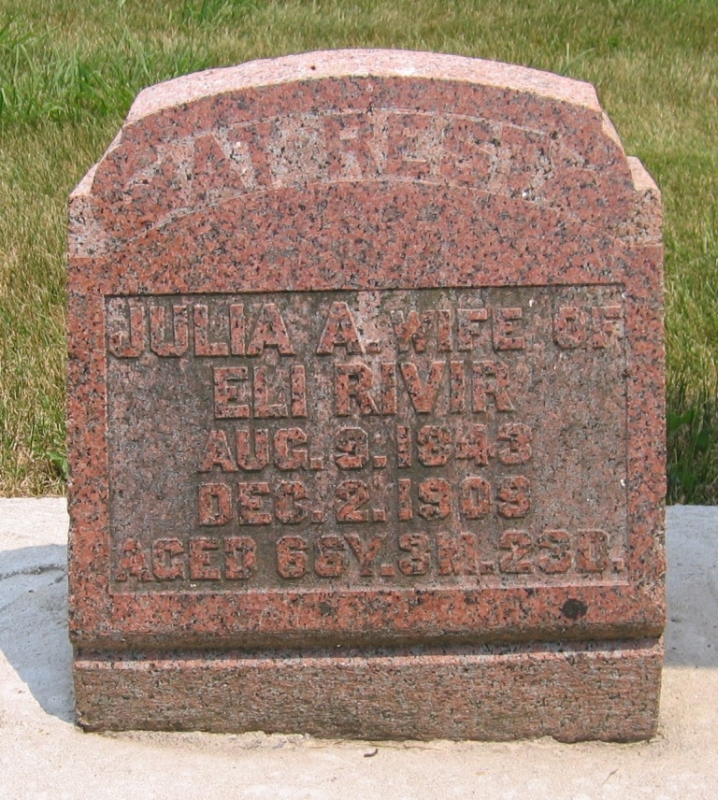 AT REST
JULIA A. WIFE OF
ELI RIVIR
AUG. 9. 1843
DEC. 2. 1909
AGED 66Y. 3M. 23D.